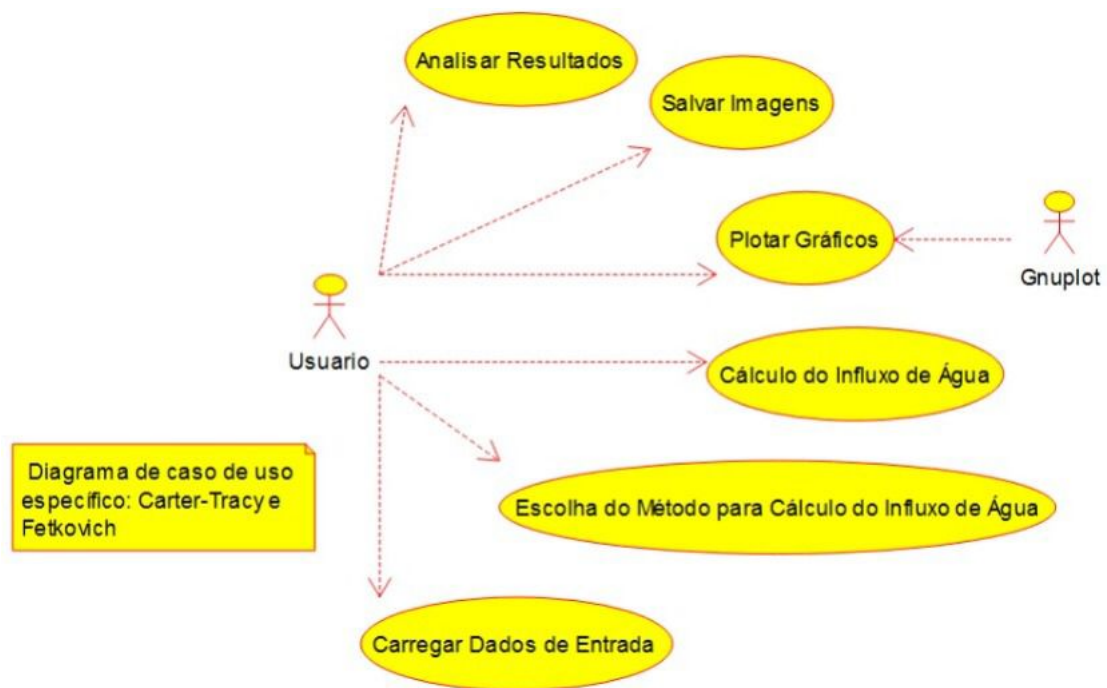 Analisar Resultados
Salvar Imagens
Plotar Gráficos
Gnuplot
Usuario
Cálculo do Influxo de Água
Diagrama de caso de uso
específico: Carter-Tracy e
Fetkovich
Escolha do Método para Cálculo do Influxo de Água
Carregar Dados de Entrada